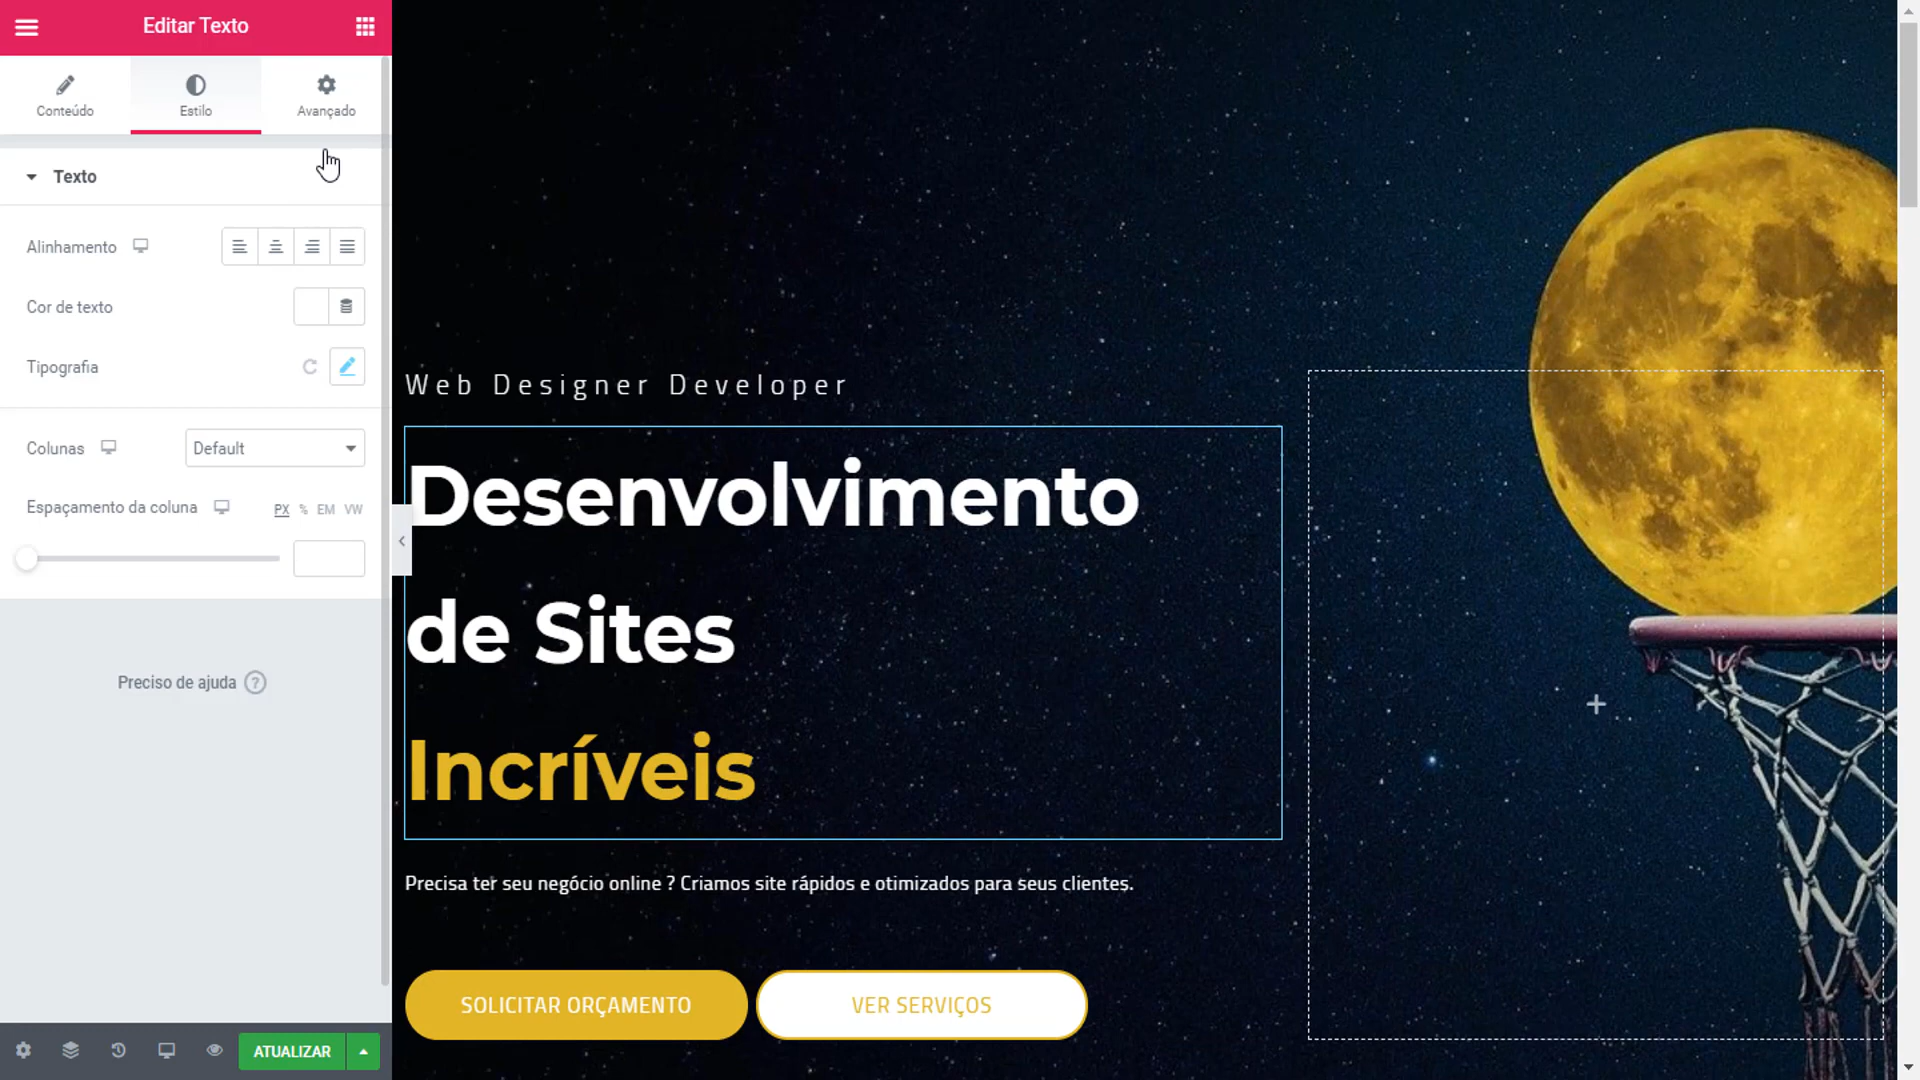 Editar Texto
Conteúdo
Estilo
Avançado
Texto
Alinhamento
Cor de texto
Tipografia
Colunas
Default
Espaçamento da coluna
PX % EM VW
Preciso de ajuda ?
ATUALIZAR
Web Designer Developer
Desenvolvimento
de Sites
Incríveis
Precisa ter seu negócio online ? Criamos site rápidos e otimizados para seus clientes.
SOLICITAR ORÇAMENTO
VER SERVIÇOS